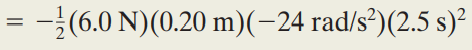 = −½(6.0 N)(0.20 m)(−24 rad/s²)(2.5 s)²